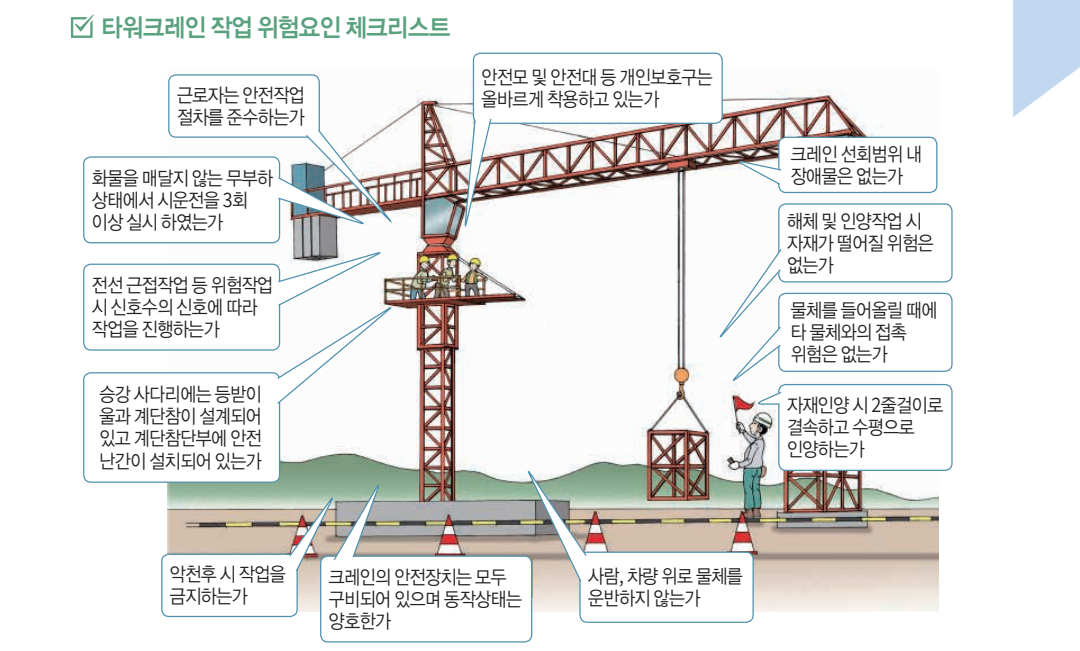 타워크레인 작업 위험요인 체크리스트
근로자는 안전작업
절차를 준수하는가
안전모 및 안전대 등 개인보호구는
올바르게 착용하고 있는가
화물을 매달지 않는 무부하
상태에서 시운전을 3회
이상 실시 하였는가
크레인 선회범위 내
장애물은 없는가
해체 및 인양작업 시
자재가 떨어질 위험은
없는가
전선 근접작업 등 위험작업
시 신호수의 신호에 따라
작업을 진행하는가
물체를 들어올릴 때에
타 물체와의 접촉
위험은 없는가
승강 사다리에는 등받이
울과 계단참이 설계되어
있고 계단참단부에 안전
난간이 설치되어 있는가
자재인양 시 2줄걸이로
결속하고 수평으로
인양하는가
악천후 시 작업을
금지하는가
크레인의 안전장치는 모두
구비되어 있으며 동작상태는
양호한가
사람, 차량 위로 물체를
운반하지 않는가